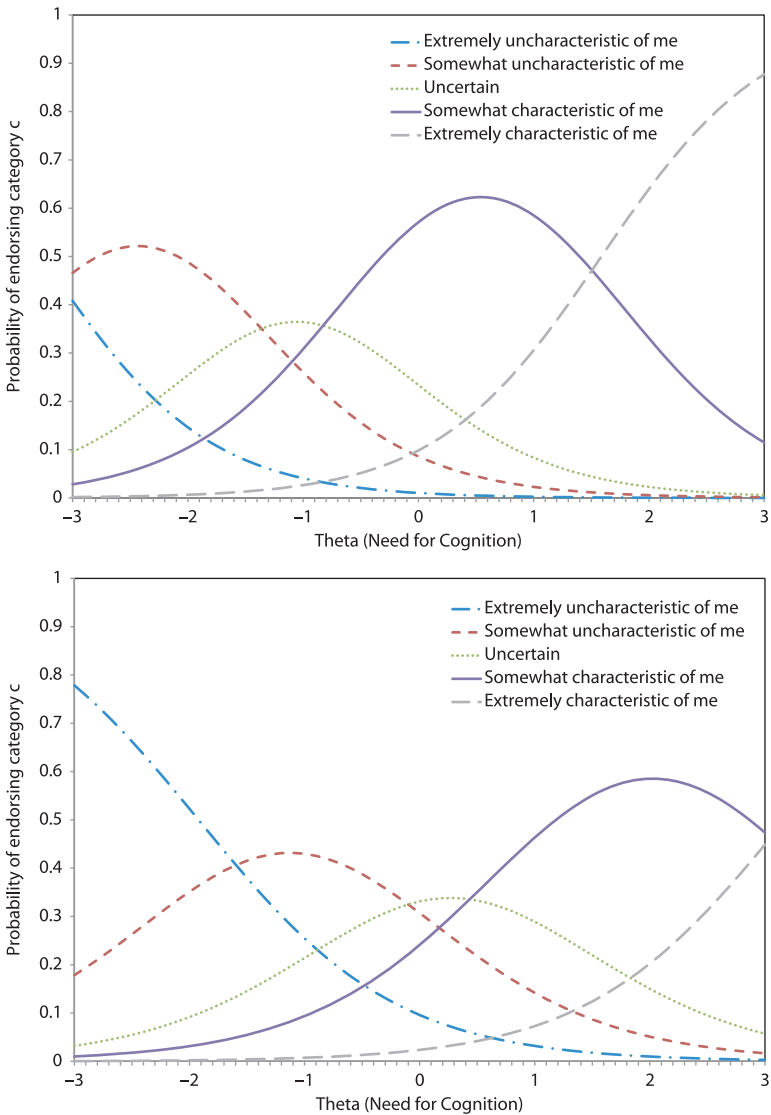 Probability of endorsing category c
1
0.9
0.8
0.7
0.6
0.5
0.4
0.3
0.2
0.1
0
Extremely uncharacteristic of me
Somewhat uncharacteristic of me
Uncertain
Somewhat characteristic of me
Extremely characteristic of me
−3 −2 −1 0 1 2 3
Theta (Need for Cognition)
Probability of endorsing category c
1
0.9
0.8
0.7
0.6
0.5
0.4
0.3
0.2
0.1
0
Extremely uncharacteristic of me
Somewhat uncharacteristic of me
Uncertain
Somewhat characteristic of me
Extremely characteristic of me
−3 −2 −1 0 1 2 3
Theta (Need for Cognition)